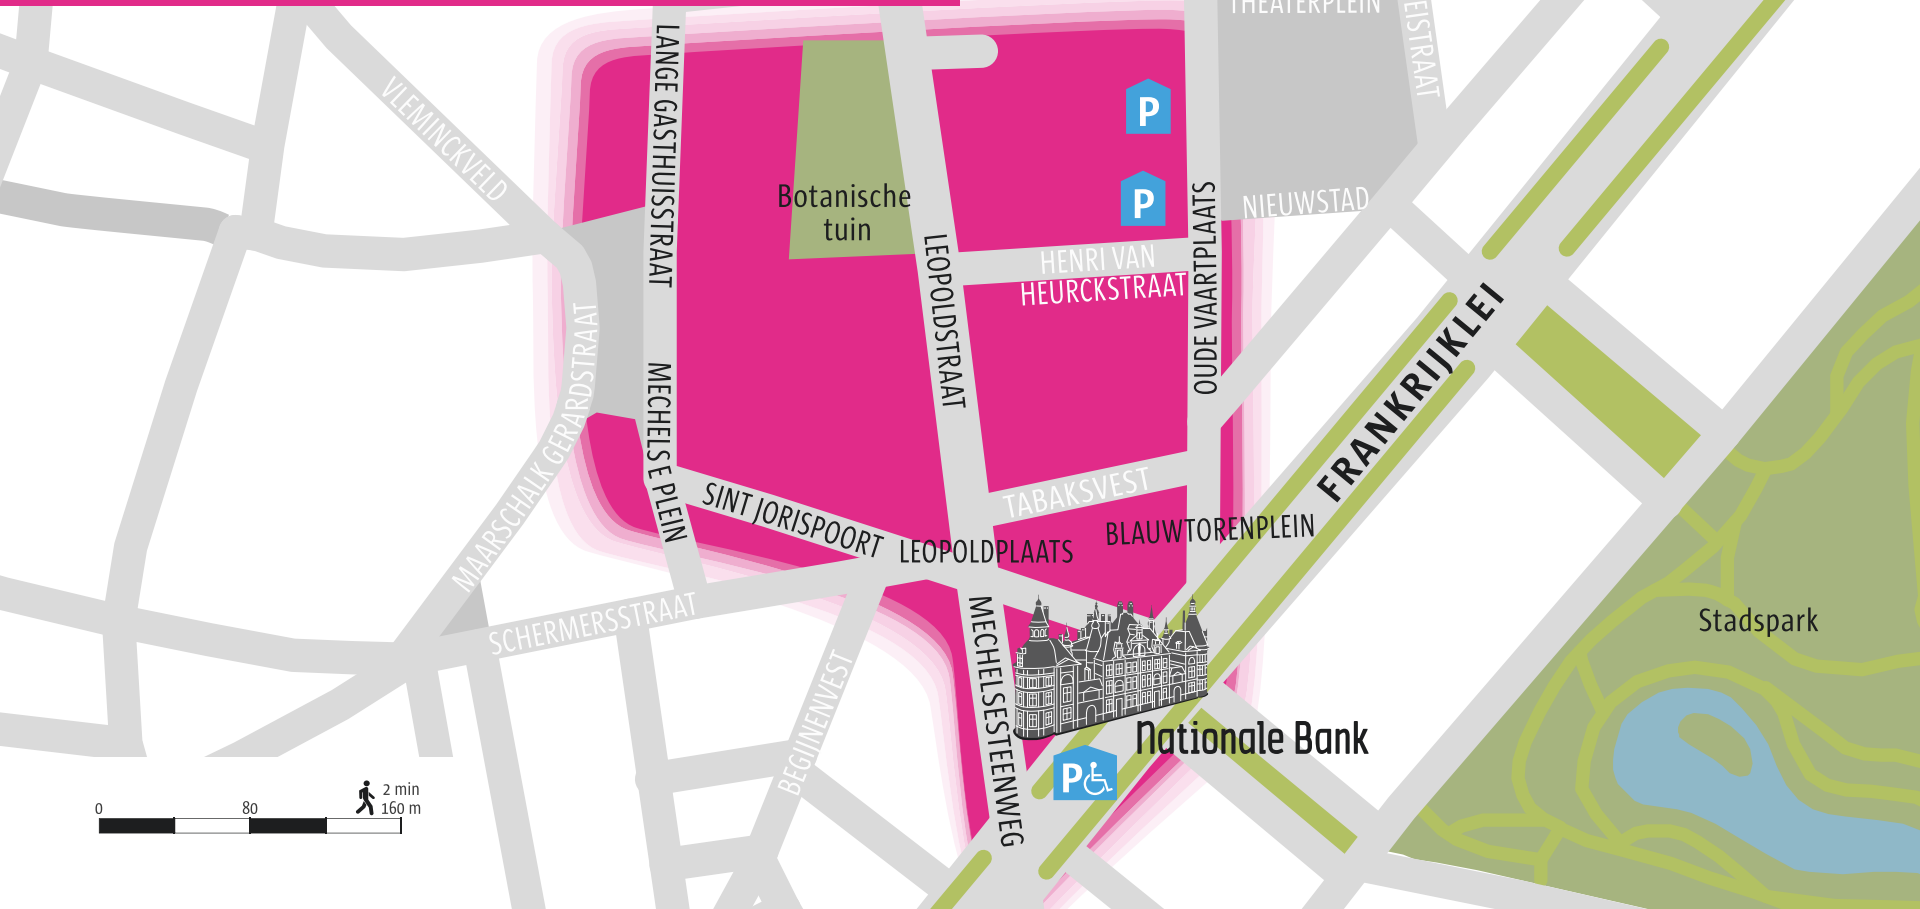 THEATERPLEIN
EISTRAAT
LANGE GASTHUISSTRAAT
VLEMINCKVELD
P
P
Botanische
tuin
NIEUWSTAD
OUDE VAARTPLAATS
LEOPOLDSTRAAT
HENRI VAN
HEURCKSTRAAT
FRANKRIJKLEI
MAARSCHALK GERARDSTRAAT
MECHELSE PLEIN
SINT JORISPOORT
TABAKSVEST
BLAUWTORENPLEIN
LEOPOLDPLAATS
SCHERMERSSTRAAT
MECHELSESTEENWEG
BEGIJNENVEST
Stadspark
Nationale Bank
P
2 min
0 80 160 m